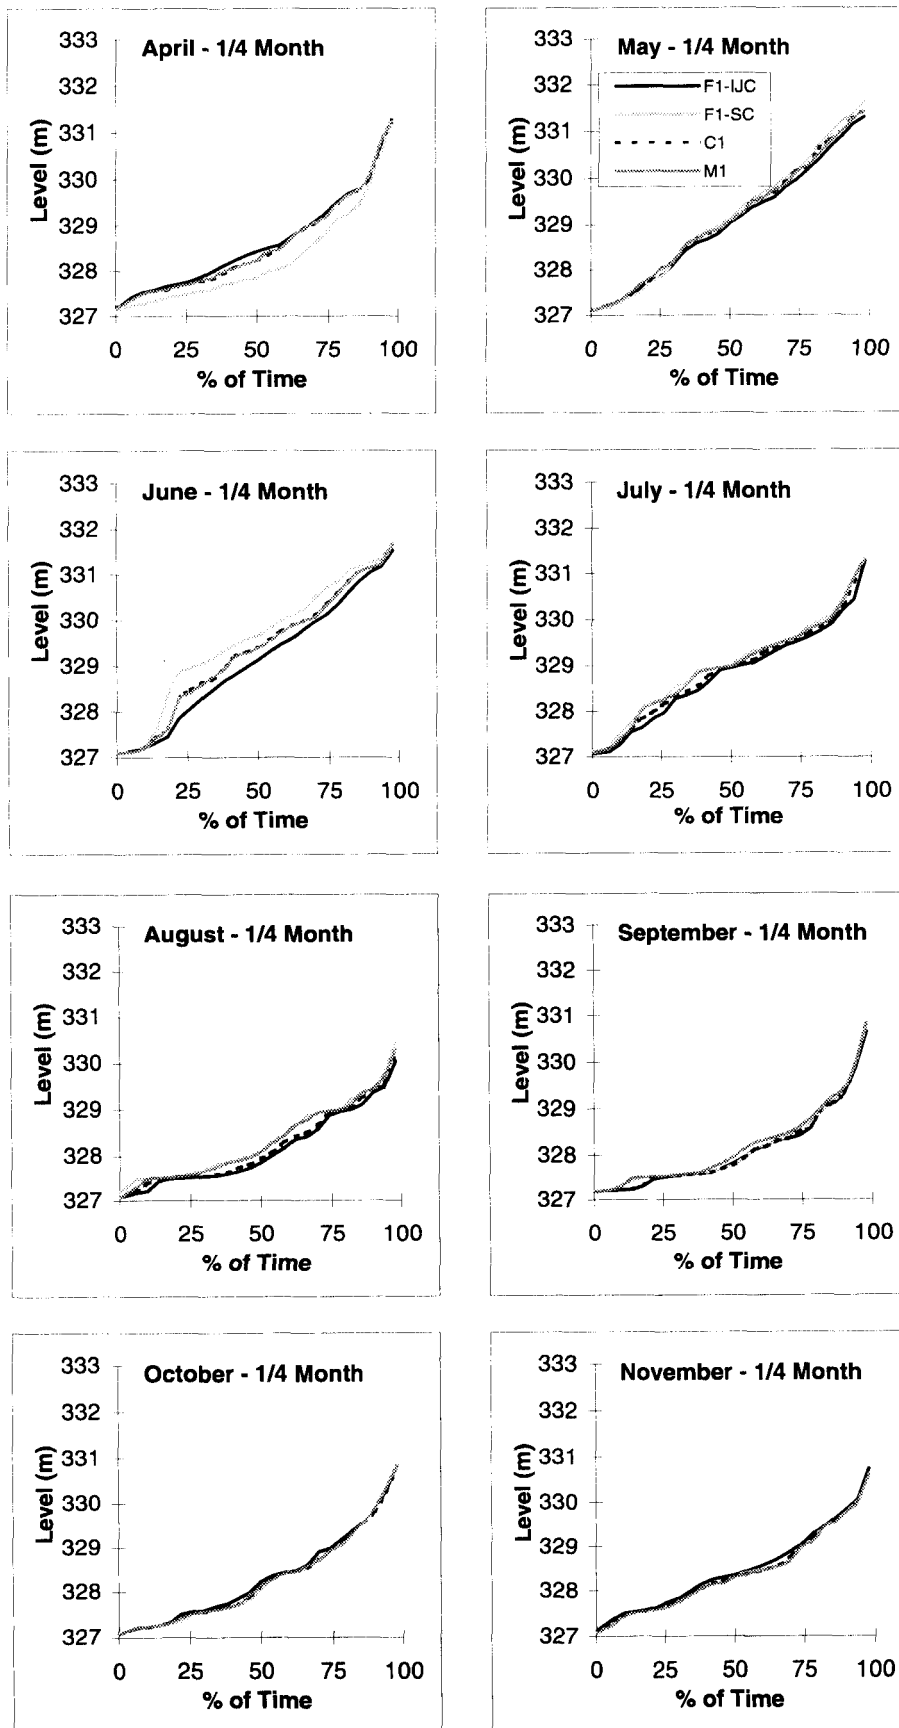 April - 1/4 Month
333
332
331
330
329
328
327
Level (m)
0 25 50 75 100
% of Time
May - 1/4 Month
F1-IJC
F1-SC
C1
M1
333
332
331
330
329
328
327
Level (m)
0 25 50 75 100
% of Time
June - 1/4 Month
333
332
331
330
329
328
327
Level (m)
0 25 50 75 100
% of Time
July - 1/4 Month
333
332
331
330
329
328
327
Level (m)
0 25 50 75 100
% of Time
August - 1/4 Month
333
332
331
330
329
328
327
Level (m)
0 25 50 75 100
% of Time
September - 1/4 Month
333
332
331
330
329
328
327
Level (m)
0 25 50 75 100
% of Time
October - 1/4 Month
333
332
331
330
329
328
327
Level (m)
0 25 50 75 100
% of Time
November - 1/4 Month
333
332
331
330
329
328
327
Level (m)
0 25 50 75 100
% of Time